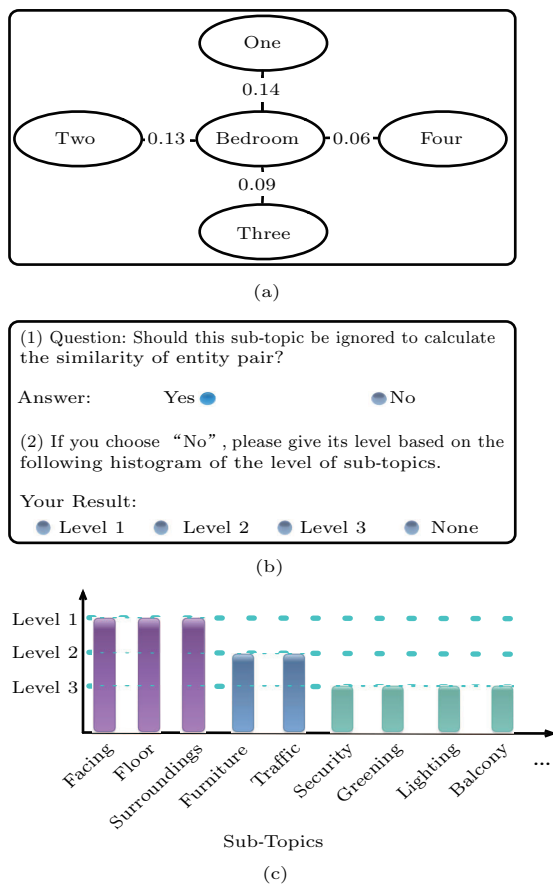 One
0.14
Two
0.13
Bedroom
0.06
Four
0.09
Three
(a)
(1) Question: Should this sub-topic be ignored to calculate
the similarity of entity pair?
Answer: Yes No
(2) If you choose “No”, please give its level based on the
following histogram of the level of sub-topics.
Your Result:
Level 1 Level 2 Level 3 None
(b)
Level 1
Level 2
Level 3
Facing
Floor
Surroundings
Furniture
Traffic
Security
Greening
Lighting
Balcony
...
Sub-Topics
(c)